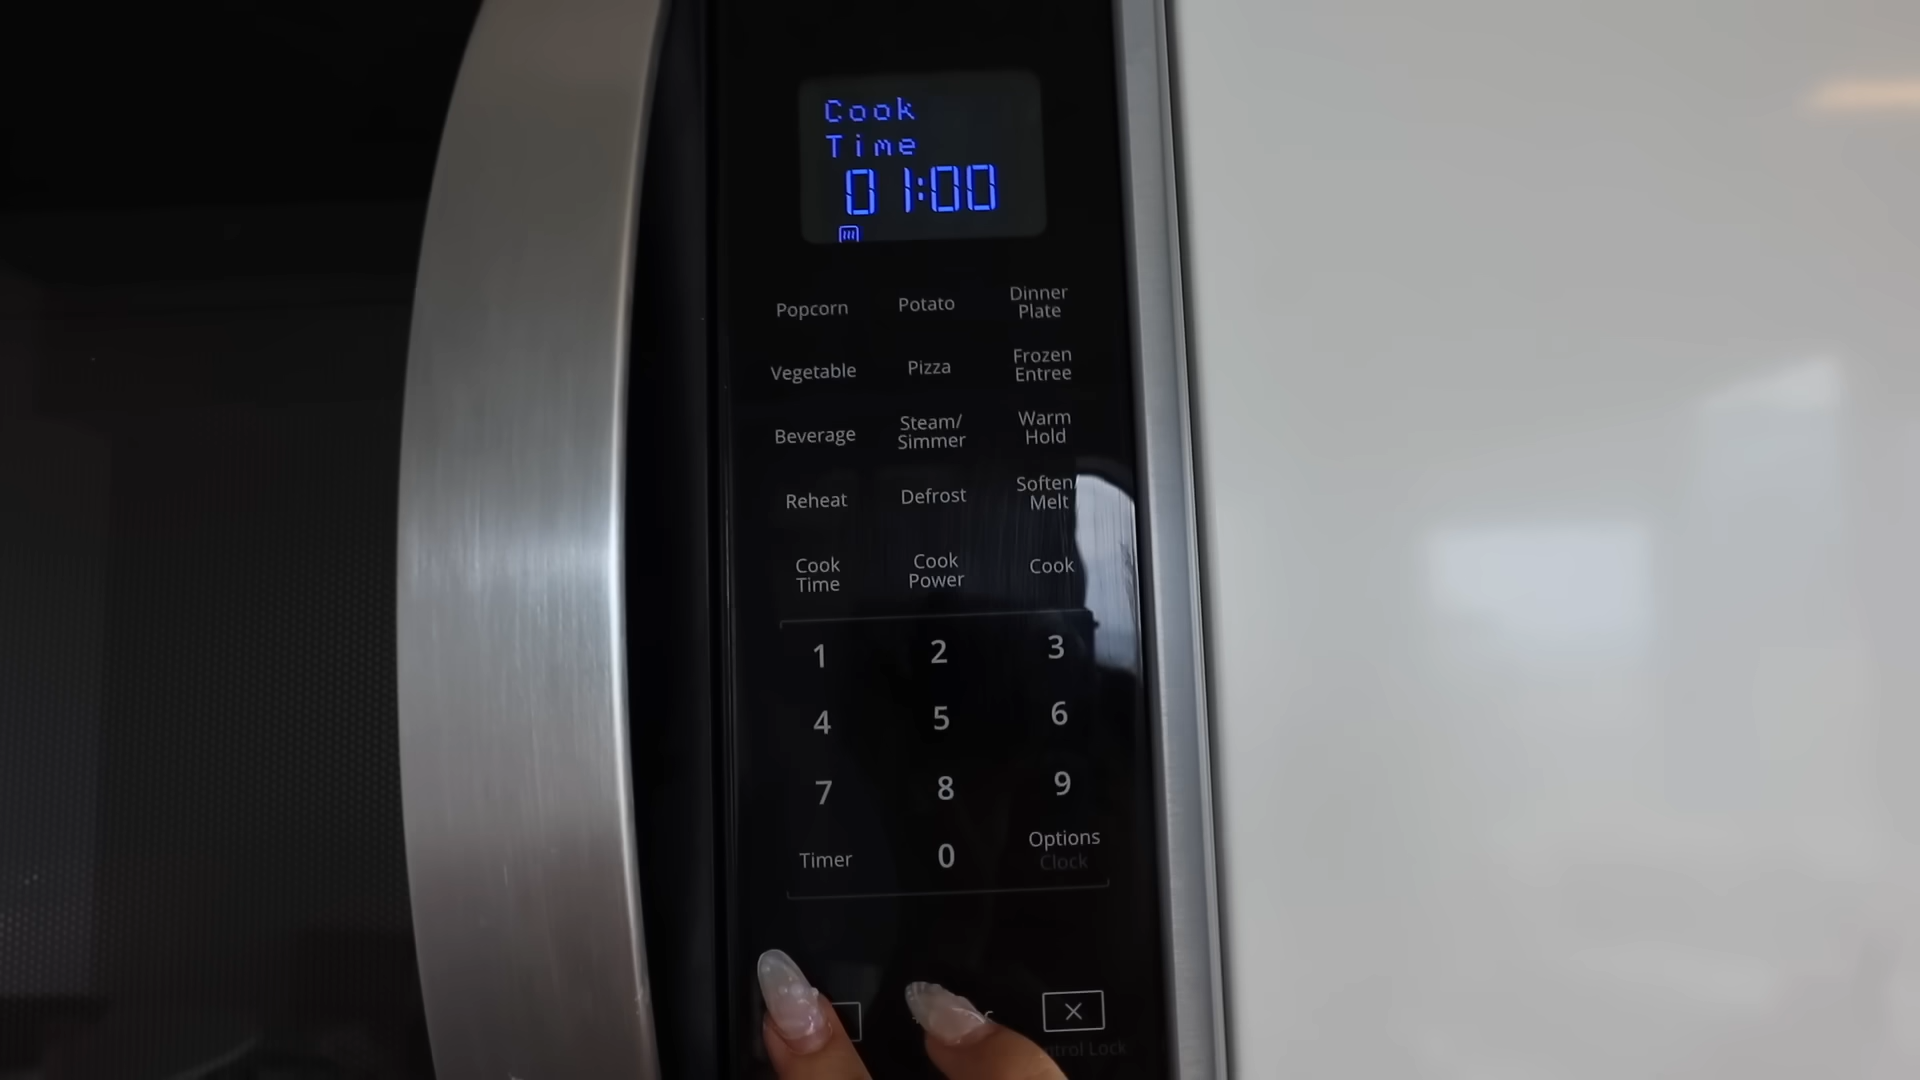 Cook
Time
01:00
Popcorn Potato Dinner Plate
Vegetable Pizza Frozen Entree
Beverage Steam/ Simmer Warm Hold
Reheat Defrost Soften/ Melt
Cook Time Cook Power Cook
1 2 3
4 5 6
7 8 9
Timer 0 Options
Clock
Lock